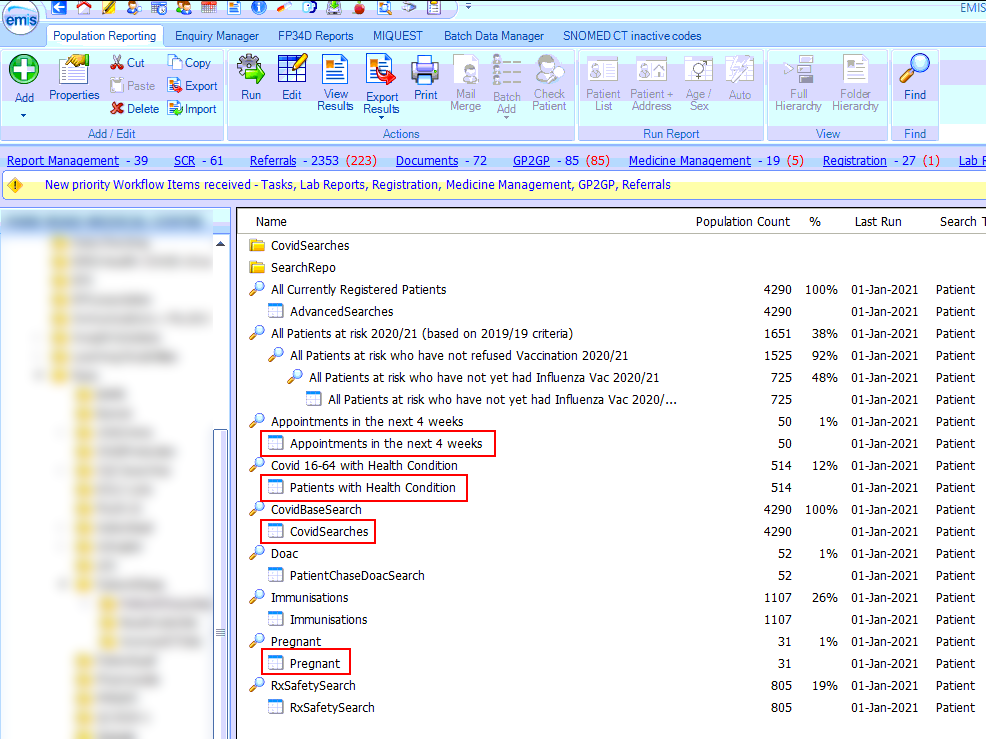 emis
EMIS
Population Reporting Enquiry Manager FP34D Reports MIQUEST Batch Data Manager SNOMED CT inactive codes
Add Properties Cut Paste Delete Copy Export Import
Add / Edit
Run Edit View Results Export Results Print Mail Merge Batch Add Check Patient
Actions
Patient List Patient + Address Age / Sex Auto
Run Report
Full Hierarchy Folder Hierarchy
View
Find
Find
Report Management - 39 SCR - 61 Referrals - 2353 (223) Documents - 72 GP2GP - 85 (85) Medicine Management - 19 (5) Registration - 27 (1) Lab R
New priority Workflow Items received - Tasks, Lab Reports, Registration, Medicine Management, GP2GP, Referrals
Name Population Count % Last Run Search T
CovidSearches
SearchRepo
All Currently Registered Patients 4290 100% 01-Jan-2021 Patient
AdvancedSearches 4290 01-Jan-2021 Patient
All Patients at risk 2020/21 (based on 2019/19 criteria) 1651 38% 01-Jan-2021 Patient
All Patients at risk who have not refused Vaccination 2020/21 1525 92% 01-Jan-2021 Patient
All Patients at risk who have not yet had Influenza Vac 2020/21 725 48% 01-Jan-2021 Patient
All Patients at risk who have not yet had Influenza Vac 2020/... 725 01-Jan-2021 Patient
Appointments in the next 4 weeks 50 1% 01-Jan-2021 Patient
Appointments in the next 4 weeks 50 01-Jan-2021 Patient
Covid 16-64 with Health Condition 514 12% 01-Jan-2021 Patient
Patients with Health Condition 514 01-Jan-2021 Patient
CovidBaseSearch 4290 100% 01-Jan-2021 Patient
CovidSearches 4290 01-Jan-2021 Patient
Doac 52 1% 01-Jan-2021 Patient
PatientChaseDoacSearch 52 01-Jan-2021 Patient
Immunisations 1107 26% 01-Jan-2021 Patient
Immunisations 1107 01-Jan-2021 Patient
Pregnant 31 1% 01-Jan-2021 Patient
Pregnant 31 01-Jan-2021 Patient
RxSafetySearch 805 19% 01-Jan-2021 Patient
RxSafetySearch 805 01-Jan-2021 Patient